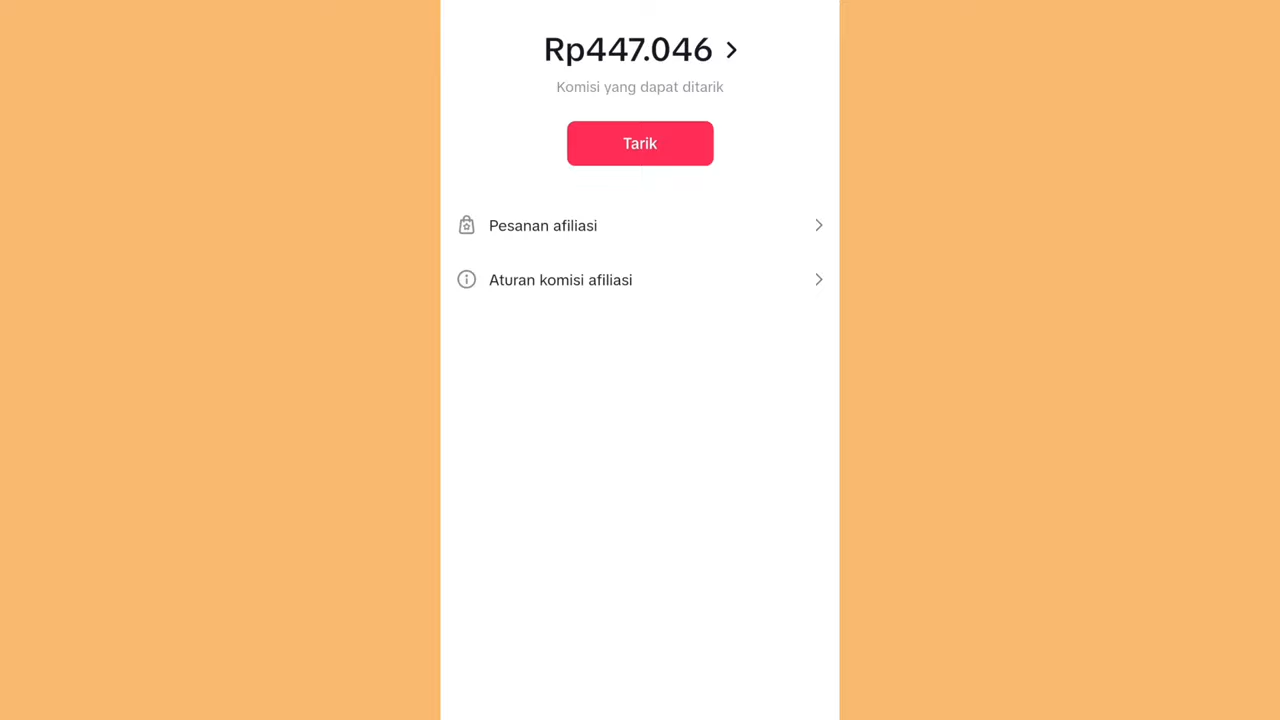 Rp447.046
Komisi yang dapat ditarik
Tarik
Pesanan afiliasi
Aturan komisi afiliasi